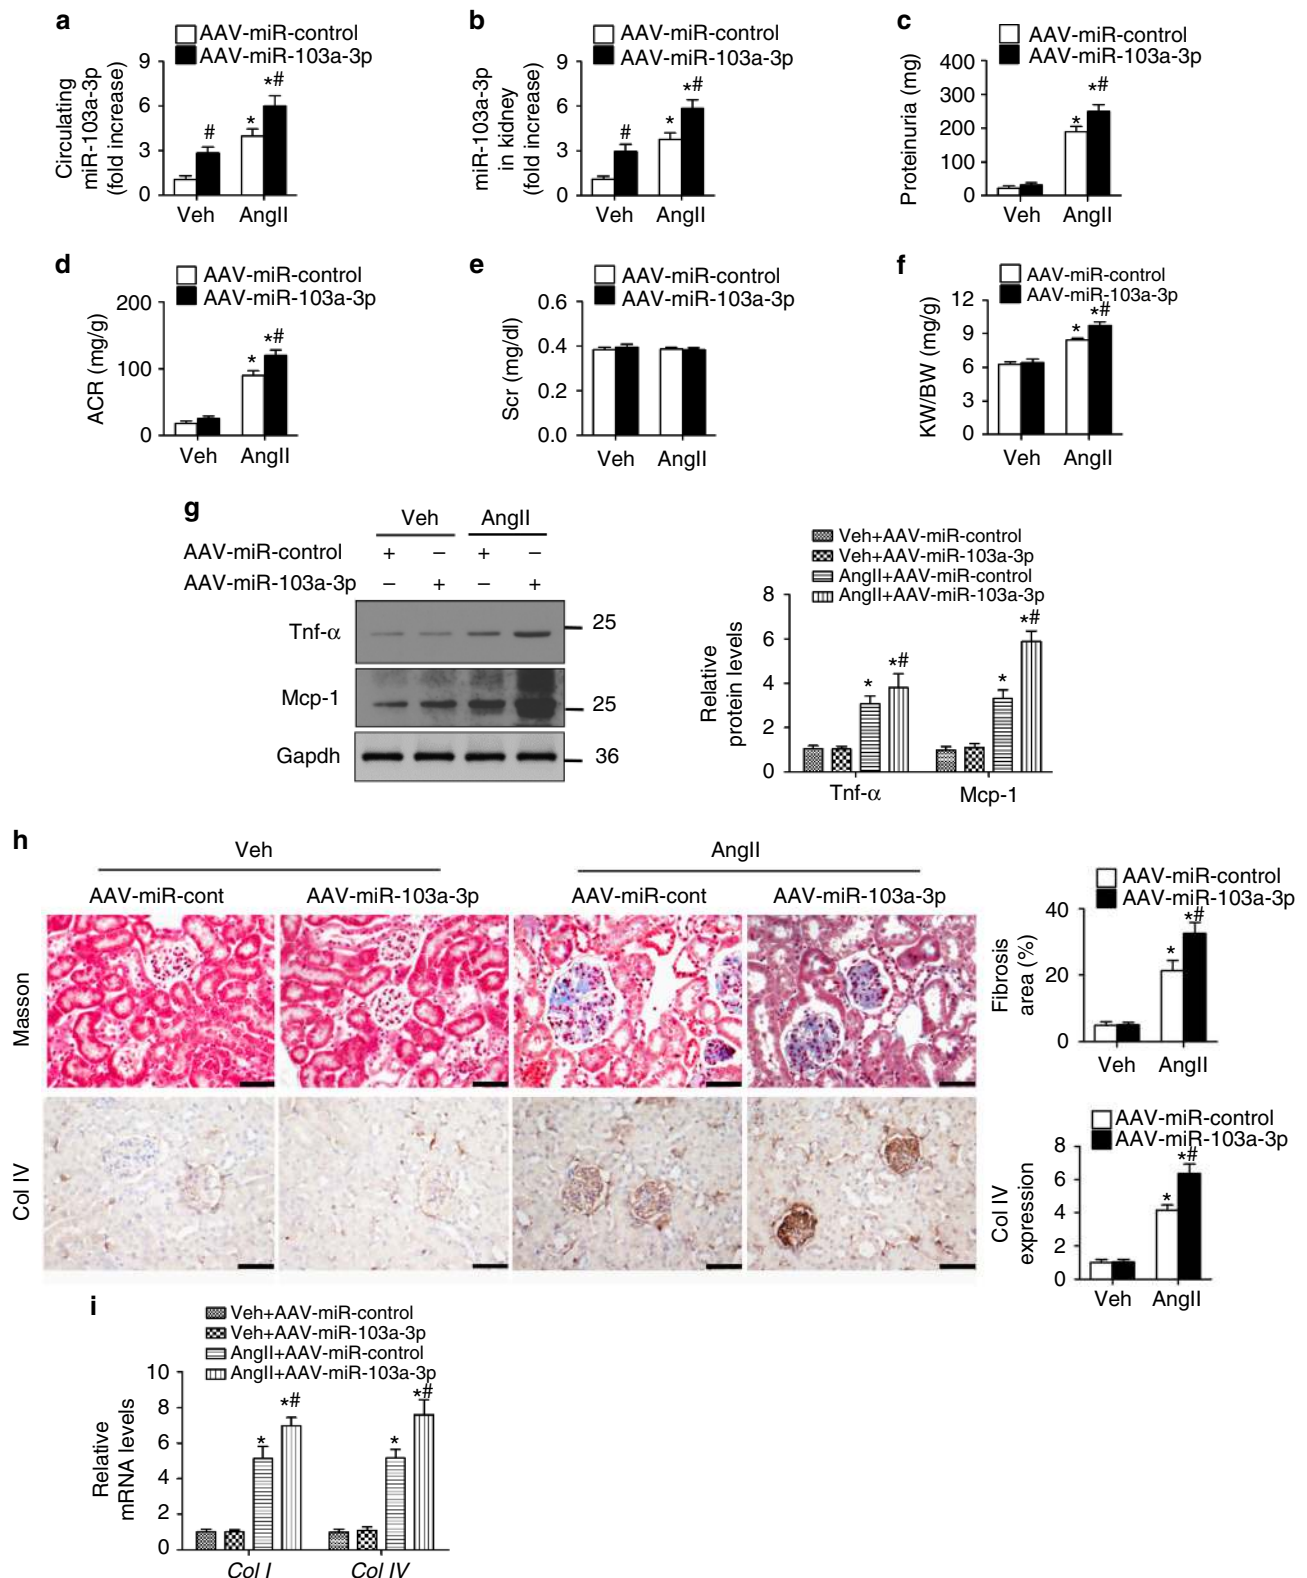 a
AAV-miR-control
AAV-miR-103a-3p
Circulating
miR-103a-3p
(fold increase)
9
6
3
0
#
*
*#
Veh AngII
b
AAV-miR-control
AAV-miR-103a-3p
miR-103a-3p
in kidney
(fold increase)
9
6
3
0
#
*
*#
Veh AngII
c
AAV-miR-control
AAV-miR-103a-3p
Proteinuria (mg)
400
300
200
100
0
*
*#
Veh AngII
d
AAV-miR-control
AAV-miR-103a-3p
ACR (mg/g)
200
100
0
*
*#
Veh AngII
e
AAV-miR-control
AAV-miR-103a-3p
Scr (mg/dl)
0.6
0.4
0.2
0.0
Veh AngII
f
AAV-miR-control
AAV-miR-103a-3p
KW/BW (mg/g)
12
9
6
3
0
*
*#
Veh AngII
g
Veh AngII
AAV-miR-control + − + −
AAV-miR-103a-3p − + − +
Tnf-α 25
Mcp-1 25
Gapdh 36
Veh+AAV-miR-control
Veh+AAV-miR-103a-3p
AngII+AAV-miR-control
AngII+AAV-miR-103a-3p
Relative
protein levels
8
6
4
2
0
*
*#
*
*#
Tnf-α Mcp-1
h
Veh AngII
AAV-miR-cont AAV-miR-103a-3p AAV-miR-cont AAV-miR-103a-3p
Masson
Col IV
AAV-miR-control
AAV-miR-103a-3p
Fibrosis
area (%)
40
20
0
*
*#
Veh AngII
AAV-miR-control
AAV-miR-103a-3p
Col IV
expression
8
6
4
2
0
*
*#
Veh AngII
i
Veh+AAV-miR-control
Veh+AAV-miR-103a-3p
AngII+AAV-miR-control
AngII+AAV-miR-103a-3p
Relative
mRNA levels
10
8
6
4
2
0
*
*#
*
*#
Col I Col IV